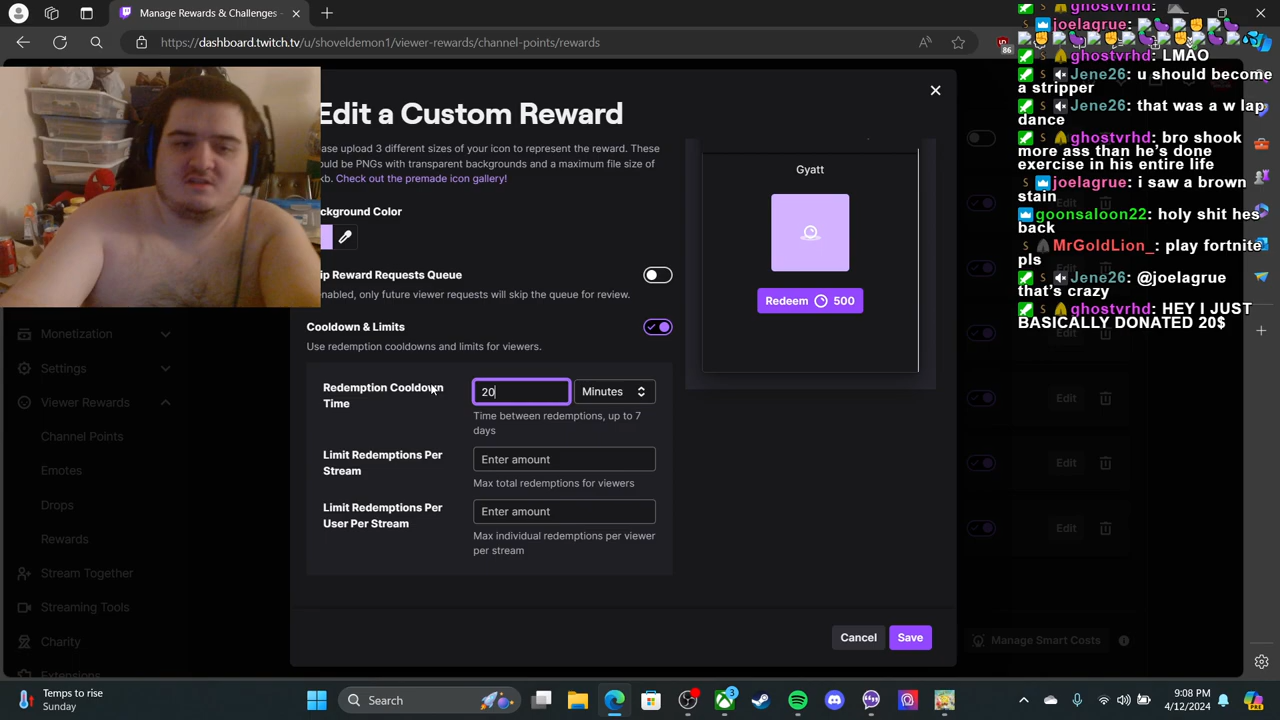 Manage Rewards & Challenges -
https://dashboard.twitch.tv/u/shoveldemon1/viewer-rewards/channel-points/rewards
86
Edit a Custom Reward
ase upload 3 different sizes of your icon to represent the reward. These
uld be PNGs with transparent backgrounds and a maximum file size of
kb. Check out the premade icon gallery!
ckground Color
ip Reward Requests Queue
enabled, only future viewer requests will skip the queue for review.
Cooldown & Limits
Use redemption cooldowns and limits for viewers.
Redemption Cooldown
Time
20
Minutes
Time between redemptions, up to 7
days
Limit Redemptions Per
Stream
Enter amount
Max total redemptions for viewers
Limit Redemptions Per
User Per Stream
Enter amount
Max individual redemptions per viewer
per stream
Cancel
Save
Gyatt
Redeem 500
Monetization
Settings
Viewer Rewards
Channel Points
Emotes
Drops
Rewards
Stream Together
Streaming Tools
Charity
Extensions
Edit
Edit
Edit
Edit
Manage Smart Costs
ghostvrhd:
joelagrue:
ghostvrhd: LMAO
Jene26: u should become
a stripper
Jene26: that was a w lap
dance
ghostvrhd: bro shook
more ass than he's done
exercise in his entire life
joelagrue: i saw a brown
stain
goonsaloon22: holy shit hes
back
MrGoldLion_: play fortnite
pls
Jene26: @joelagrue
that's crazy
ghostvrhd: HEY I JUST
BASICALLY DONATED 20$
Temps to rise
Sunday
Search
3
9:08 PM
4/12/2024